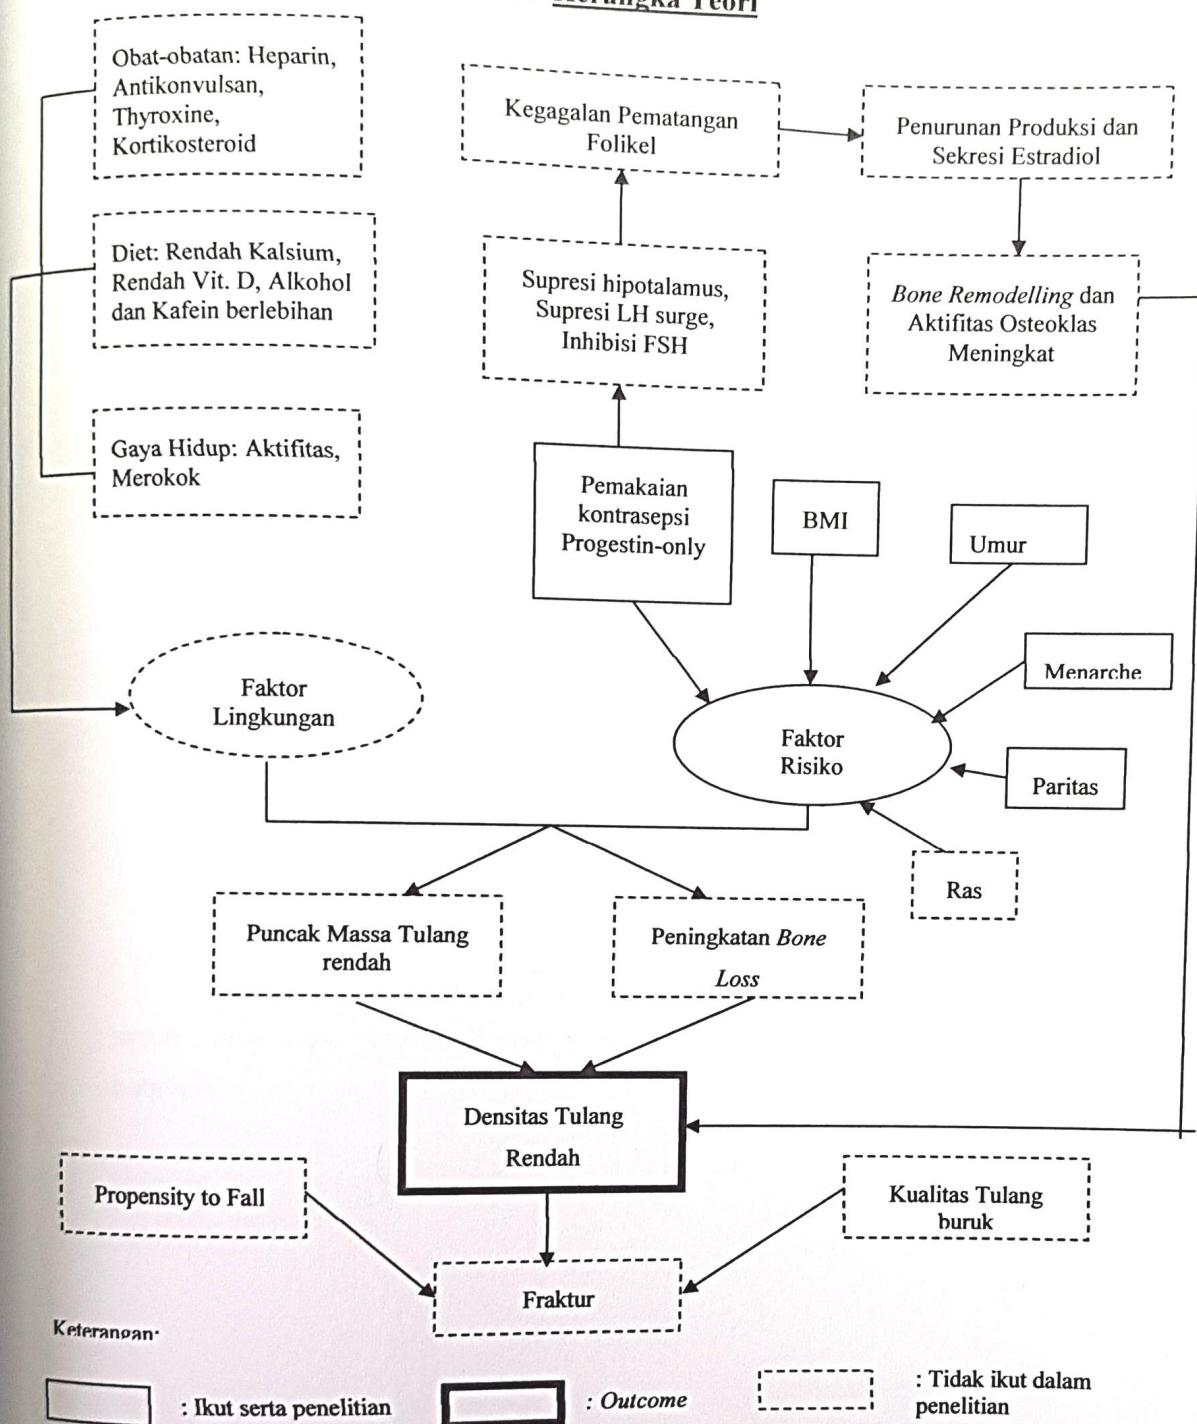 Kerangka Teori
Obat-obatan: Heparin,
Antikonvulsan,
Thyroxine,
Kortikosteroid
Kegagalan Pematangan
Folikel
Penurunan Produksi dan
Sekresi Estradiol
Diet: Rendah Kalsium,
Rendah Vit. D, Alkohol
dan Kafein berlebihan
Supresi hipotalamus,
Supresi LH surge,
Inhibisi FSH
Bone Remodelling dan
Aktifitas Osteoklas
Meningkat
Gaya Hidup: Aktifitas,
Merokok
Pemakaian
kontrasepsi
Progestin-only
BMI
Umur
Menarche
Faktor
Lingkungan
Faktor
Risiko
Paritas
Ras
Puncak Massa Tulang
rendah
Peningkatan Bone
Loss
Densitas Tulang
Rendah
Propensity to Fall
Kualitas Tulang
buruk
Fraktur
Keterangan:
: Ikut serta penelitian
: Outcome
: Tidak ikut dalam
penelitian